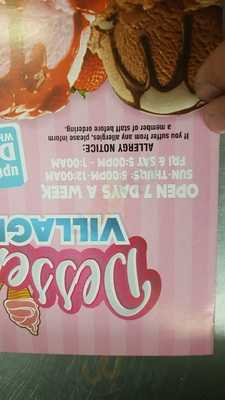 Desse
VILLAG
OPEN 7 DAYS A WEEK
SUN-THURS: 5:00PM-12:00AM
FRI & SAT 5:00PM - 1:00AM
ALLERGY NOTICE:
If you suffer from any allergies, please inform
a member of staff before ordering.